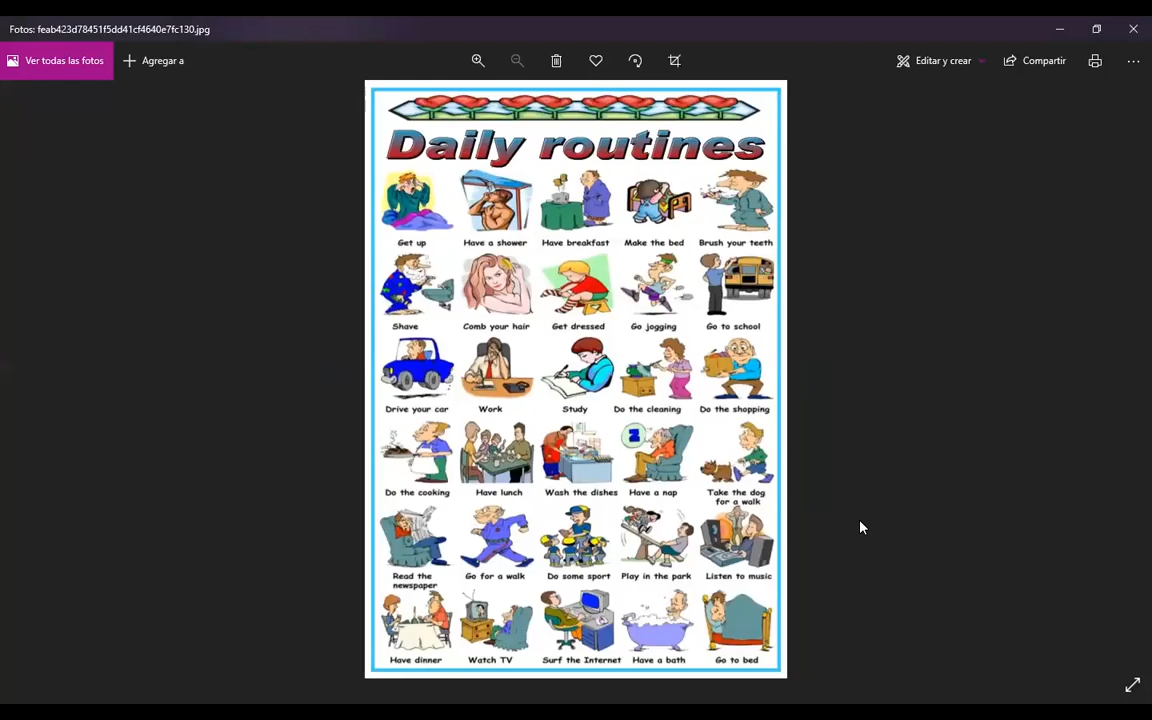 Fotos: feab423d78451f5dd41cf4640e7fc130.jpg
Ver todas las fotos
Agregar a
Editar y crear
Compartir
Daily routines
Get up
Have a shower
Have breakfast
Make the bed
Brush your teeth
Shave
Comb your hair
Get dressed
Go jogging
Go to school
Drive your car
Work
Study
Do the cleaning
Do the shopping
Do the cooking
Have lunch
Wash the dishes
Z
Have a nap
Take the dog
for a walk
Read the
newspaper
Go for a walk
Do some sport
Play in the park
Listen to music
Have dinner
Watch TV
Surf the Internet
Have a bath
Go to bed